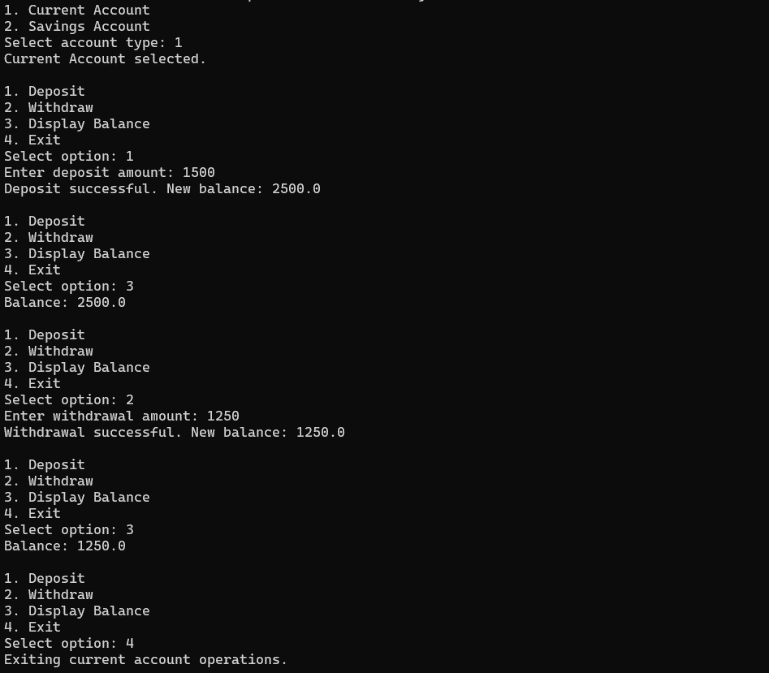 1. Current Account
2. Savings Account
Select account type: 1
Current Account selected.

1. Deposit
2. Withdraw
3. Display Balance
4. Exit
Select option: 1
Enter deposit amount: 1500
Deposit successful. New balance: 2500.0

1. Deposit
2. Withdraw
3. Display Balance
4. Exit
Select option: 3
Balance: 2500.0

1. Deposit
2. Withdraw
3. Display Balance
4. Exit
Select option: 2
Enter withdrawal amount: 1250
Withdrawal successful. New balance: 1250.0

1. Deposit
2. Withdraw
3. Display Balance
4. Exit
Select option: 3
Balance: 1250.0

1. Deposit
2. Withdraw
3. Display Balance
4. Exit
Select option: 4
Exiting current account operations.